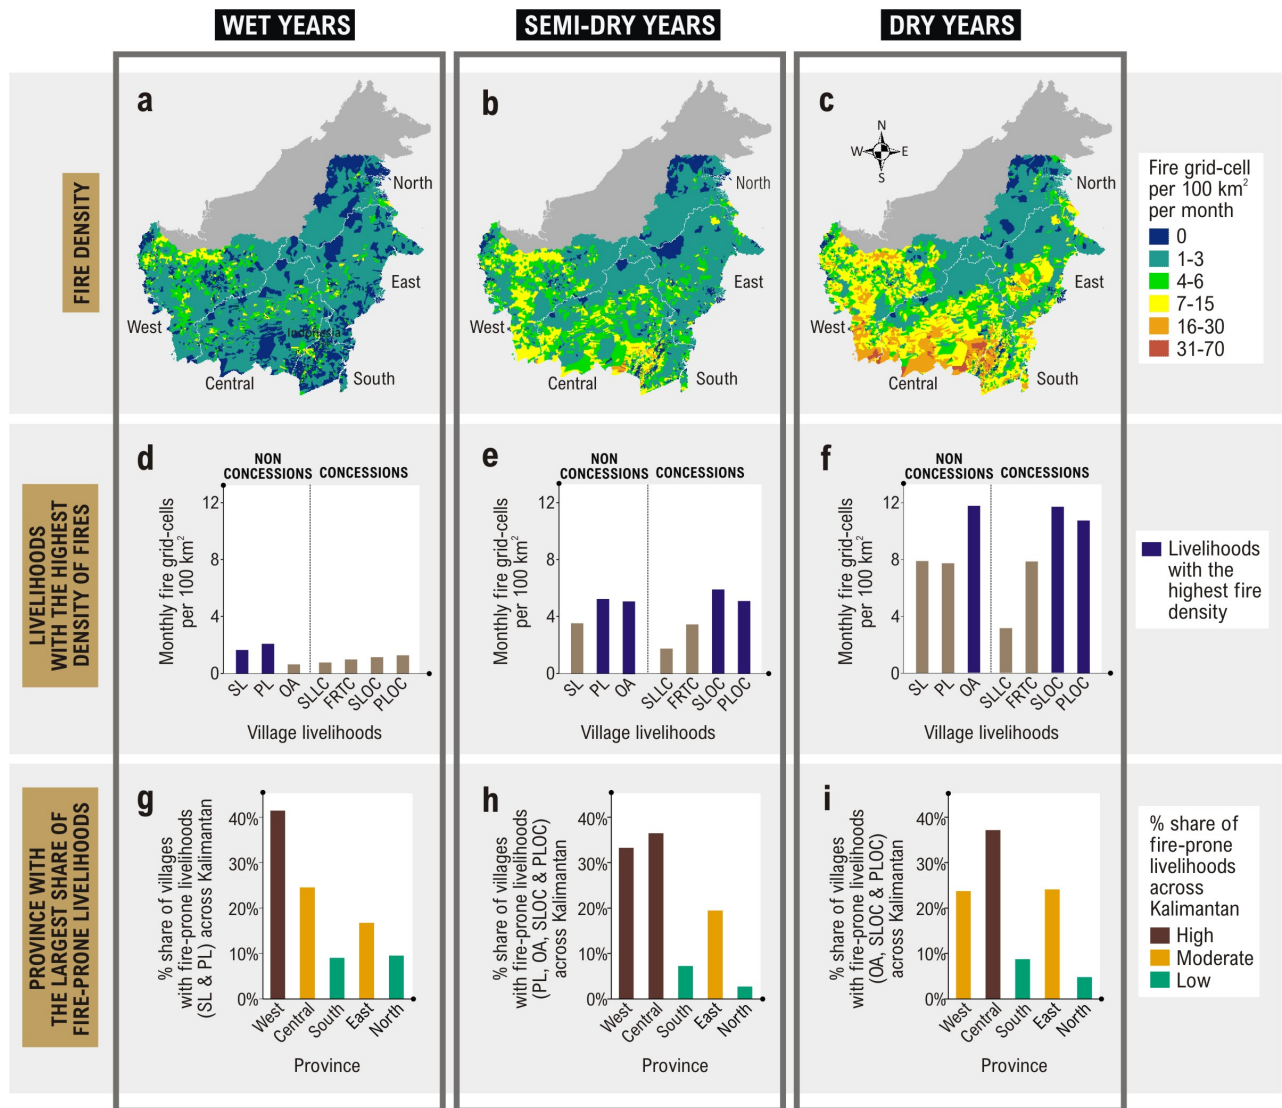 WET YEARS
SEMI-DRY YEARS
DRY YEARS
FIRE DENSITY
a
North
East
West
Indonesia
Central
South
b
North
East
West
Central
South
c
N
W
E
S
North
East
West
Central
South
Fire grid-cell
per 100 km²
per month
0
1-3
4-6
7-15
16-30
31-70
LIVELIHOODS
WITH THE HIGHEST
DENSITY OF FIRES
d
NON
CONCESSIONS
CONCESSIONS
Monthly fire grid-cells
per 100 km²
12
8
4
0
SL
PL
OA
SLLC
FRTC
SLOC
PLOC
Village livelihoods
e
NON
CONCESSIONS
CONCESSIONS
Monthly fire grid-cells
per 100 km²
12
8
4
0
SL
PL
OA
SLLC
FRTC
SLOC
PLOC
Village livelihoods
f
NON
CONCESSIONS
CONCESSIONS
Monthly fire grid-cells
per 100 km²
12
8
4
0
SL
PL
OA
SLLC
FRTC
SLOC
PLOC
Village livelihoods
Livelihoods
with the
highest fire
density
PROVINCE WITH
THE LARGEST SHARE OF
FIRE-PRONE LIVELIHOODS
g
% share of villages
with fire-prone livelihoods
(SL & PL) across Kalimantan
40%
30%
20%
10%
0%
West
Central
South
East
North
Province
h
% share of villages
with fire-prone livelihoods
(PL, OA, SLOC & PLOC)
across Kalimantan
40%
30%
20%
10%
0%
West
Central
South
East
North
Province
i
% share of villages
with fire-prone livelihoods
(OA, SLOC & PLOC)
across Kalimantan
40%
30%
20%
10%
0%
West
Central
South
East
North
Province
% share of
fire-prone
livelihoods
across
Kalimantan
High
Moderate
Low